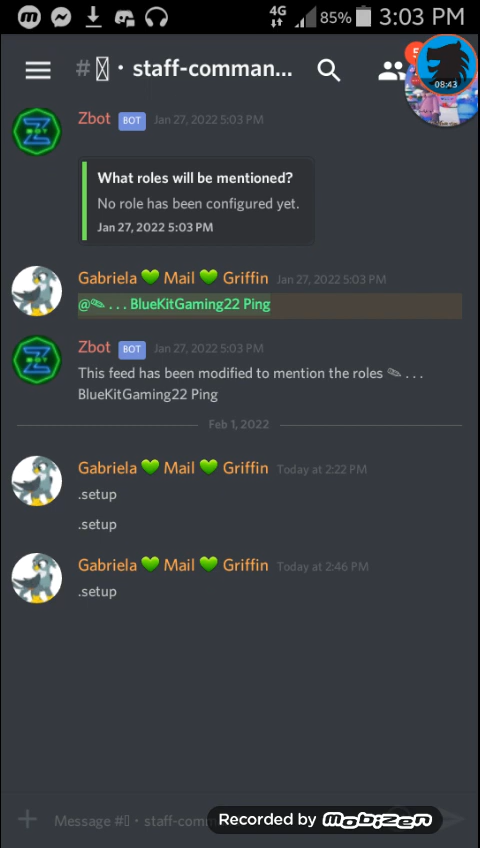 4G 85% 3:03 PM
# ・staff-comman...
5
08:43
Zbot BOT Jan 27, 2022 5:03 PM
What roles will be mentioned?
No role has been configured yet.
Jan 27, 2022 5:03 PM
Gabriela 💚 Mail 💚 Griffin Jan 27, 2022 5:03 PM
@✎ . . . BlueKitGaming22 Ping
Zbot BOT Jan 27, 2022 5:03 PM
This feed has been modified to mention the roles ✎ . . .
BlueKitGaming22 Ping
Feb 1, 2022
Gabriela 💚 Mail 💚 Griffin Today at 2:22 PM
.setup
.setup
Gabriela 💚 Mail 💚 Griffin Today at 2:46 PM
.setup
Message #・staff-comm
Recorded by Mobizen